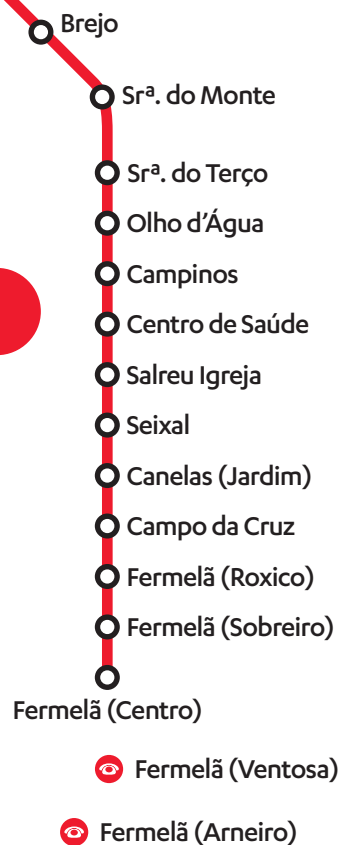 Brejo
Srª. do Monte
Srª. do Terço
Olho d’Água
Campinos
Centro de Saúde
Salreu Igreja
Seixal
Canelas (Jardim)
Campo da Cruz
Fermelã (Roxico)
Fermelã (Sobreiro)
Fermelã (Centro)
Fermelã (Ventosa)
Fermelã (Arneiro)